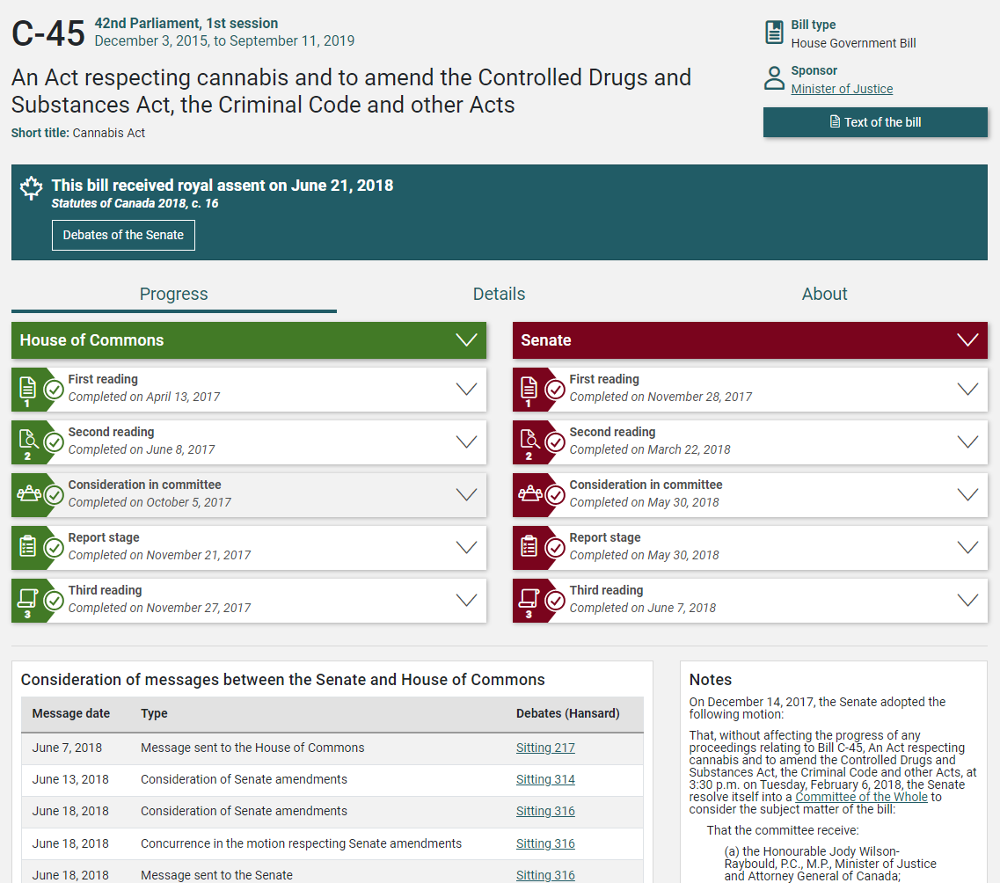 C-45
42nd Parliament, 1st session
December 3, 2015, to September 11, 2019
An Act respecting cannabis and to amend the Controlled Drugs and
Substances Act, the Criminal Code and other Acts
Short title: Cannabis Act
Bill type
House Government Bill
Sponsor
Minister of Justice
Text of the bill
This bill received royal assent on June 21, 2018
Statutes of Canada 2018, c. 16
Debates of the Senate
Progress
Details
About
House of Commons
1
First reading
Completed on April 13, 2017
2
Second reading
Completed on June 8, 2017
Consideration in committee
Completed on October 5, 2017
Report stage
Completed on November 21, 2017
3
Third reading
Completed on November 27, 2017
Senate
1
First reading
Completed on November 28, 2017
2
Second reading
Completed on March 22, 2018
Consideration in committee
Completed on May 30, 2018
Report stage
Completed on May 30, 2018
3
Third reading
Completed on June 7, 2018
Consideration of messages between the Senate and House of Commons
Message date Type Debates (Hansard)
June 7, 2018 Message sent to the House of Commons Sitting 217
June 13, 2018 Consideration of Senate amendments Sitting 314
June 18, 2018 Consideration of Senate amendments Sitting 316
June 18, 2018 Concurrence in the motion respecting Senate amendments Sitting 316
June 18, 2018 Message sent to the Senate Sitting 316
Notes
On December 14, 2017, the Senate adopted the
following motion:
That, without affecting the progress of any
proceedings relating to Bill C-45, An Act respecting
cannabis and to amend the Controlled Drugs and
Substances Act, the Criminal Code and other Acts, at
3:30 p.m. on Tuesday, February 6, 2018, the Senate
resolve itself into a Committee of the Whole to
consider the subject matter of the bill:
That the committee receive:
(a) the Honourable Jody Wilson-
Raybould, P.C., M.P., Minister of Justice
and Attorney General of Canada;